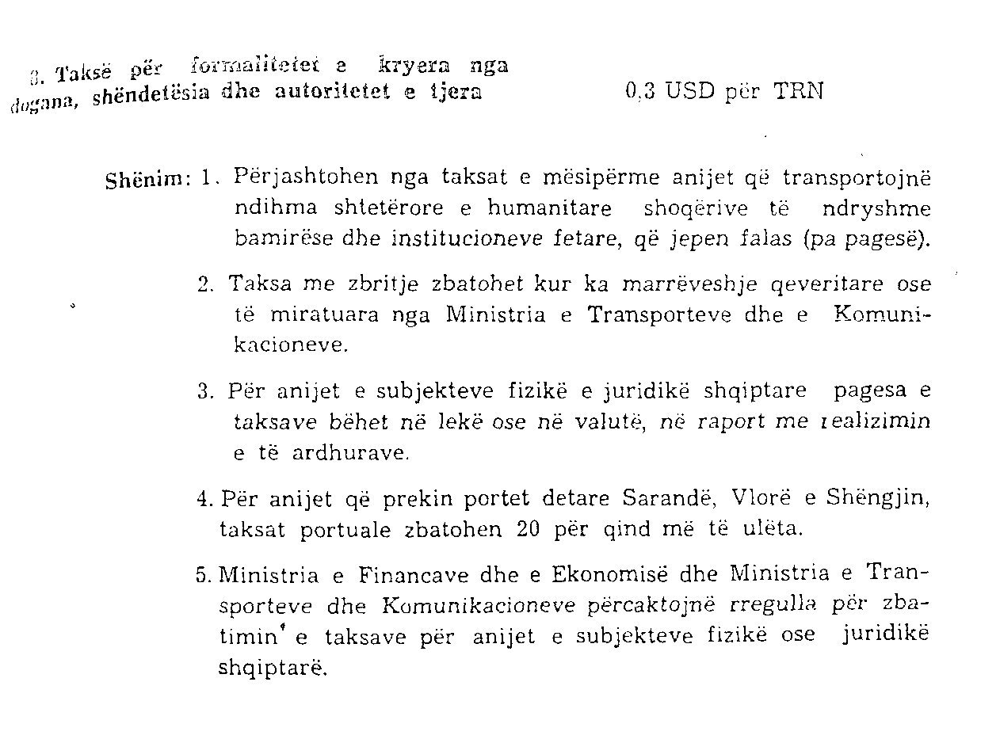 8. Taksë për formalitetet e kryera nga
dogana, shëndetësia dhe autoritetet e tjera 0,3 USD për TRN
Shënim: 1. Përjashtohen nga taksat e mësipërme anijet që transportojnë
ndihma shtetërore e humanitare shoqërive të ndryshme
bamirëse dhe institucioneve fetare, që jepen falas (pa pagesë).
2. Taksa me zbritje zbatohet kur ka marrëveshje qeveritare ose
të miratuara nga Ministria e Transporteve dhe e Komuni-
kacioneve.
3. Për anijet e subjekteve fizikë e juridikë shqiptare pagesa e
taksave bëhet në lekë ose në valutë, në raport me realizimin
e të ardhurave.
4. Për anijet që prekin portet detare Sarandë, Vlorë e Shëngjin,
taksat portuale zbatohen 20 për qind më të ulëta.
5. Ministria e Financave dhe e Ekonomisë dhe Ministria e Tran-
sporteve dhe Komunikacioneve përcaktojnë rregulla për zba-
timin e taksave për anijet e subjekteve fizikë ose juridikë
shqiptarë.